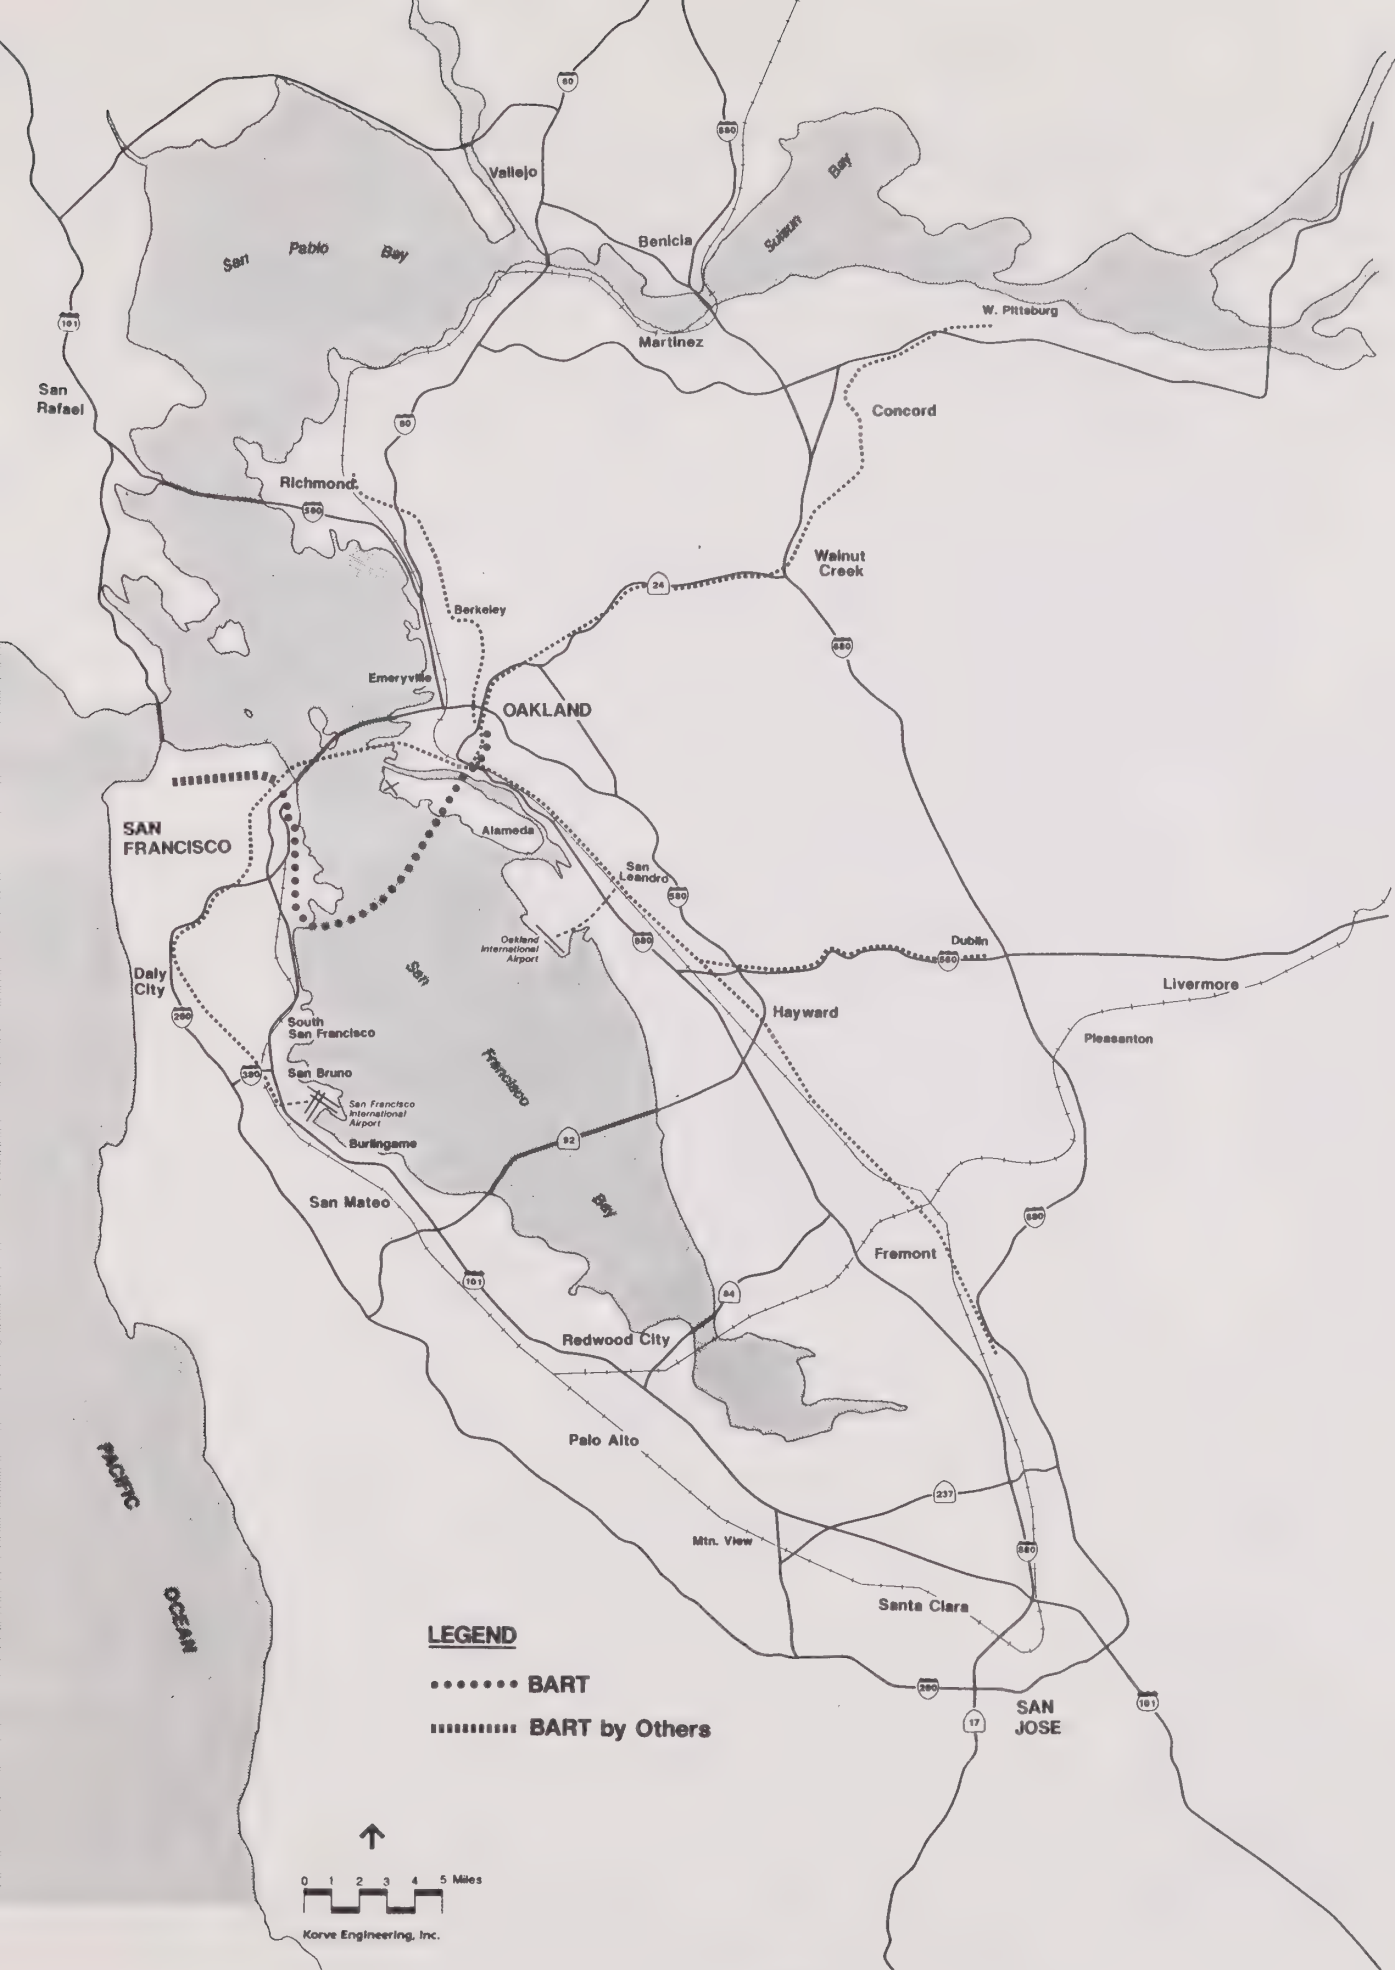 80
680
Vallejo
Bay
Suisun
Benicia
San Pablo Bay
W. Pittsburg
101
Martinez
San
Rafael
Concord
80
Richmond
580
Walnut
Creek
24
Berkeley
680
Emeryville
OAKLAND
SAN
FRANCISCO
Alameda
San
Leandro
580
Oakland
International
Airport
880
Dublin
580
San
Daly
City
Livermore
280
Hayward
South
San Francisco
Pleasanton
Francisco
380
San Bruno
San Francisco
International
Airport
92
Burlingame
San Mateo
Bay
680
Fremont
101
84
Redwood City
Palo Alto
PACIFIC
237
Mtn. View
880
Santa Clara
OCEAN
LEGEND
BART
280
101
SAN
JOSE
17
BART by Others
0 1 2 3 4 5 Miles
Korve Engineering, Inc.